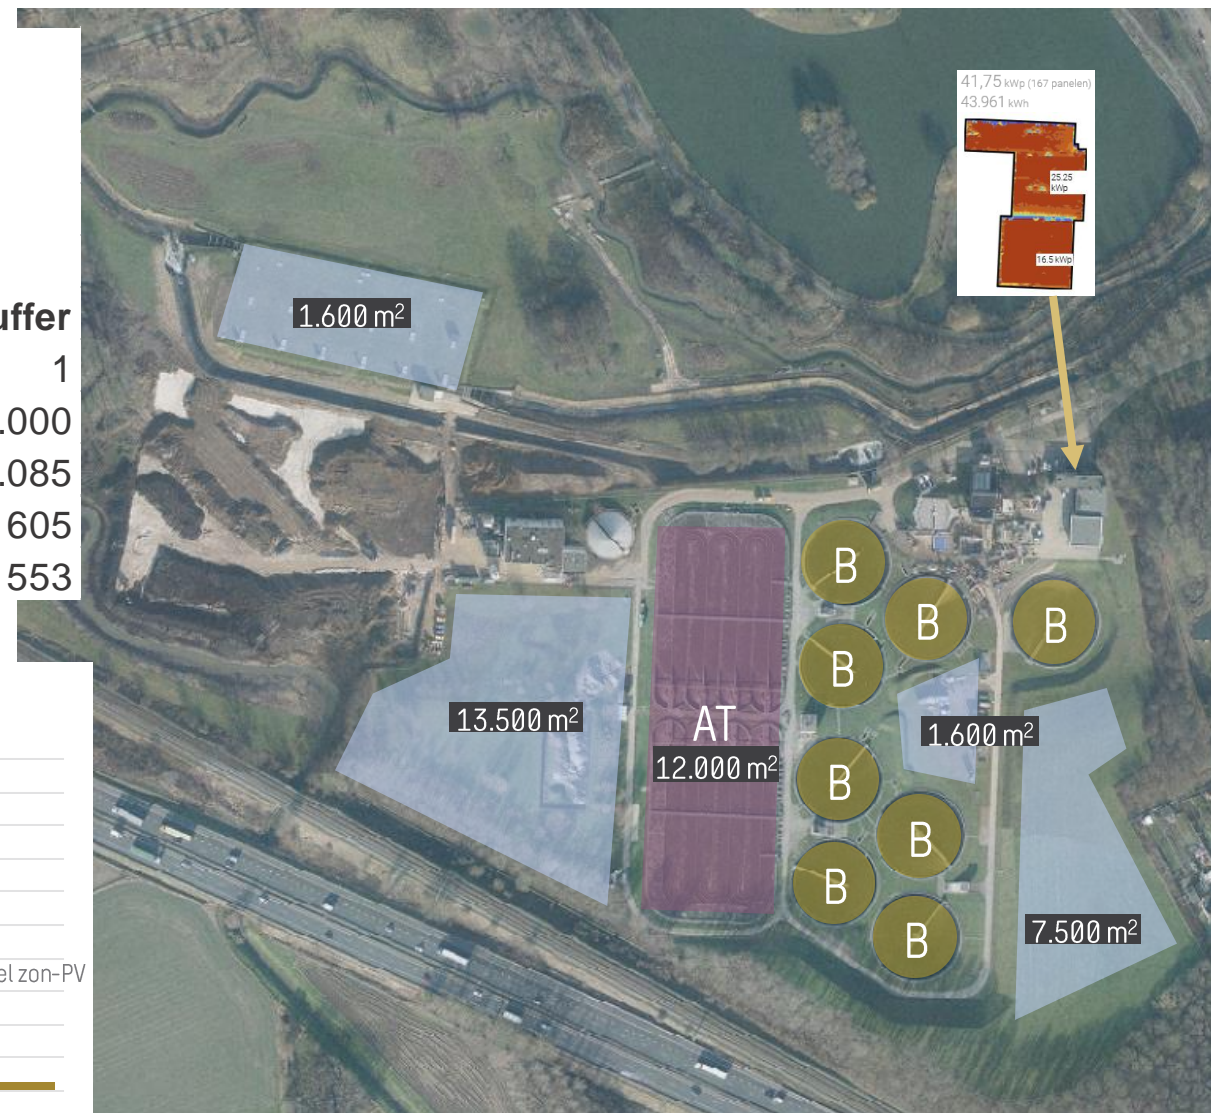 41,75 kWp (167 panelen)
43.961 kWh
25.25
kWp
16.5 kWp
1.600 m²
uffer
1
.000
.085
605
553
B
B
B
B
13.500 m²
AT
12.000 m²
1.600 m²
B
B
B
B
7.500 m²
el zon-PV